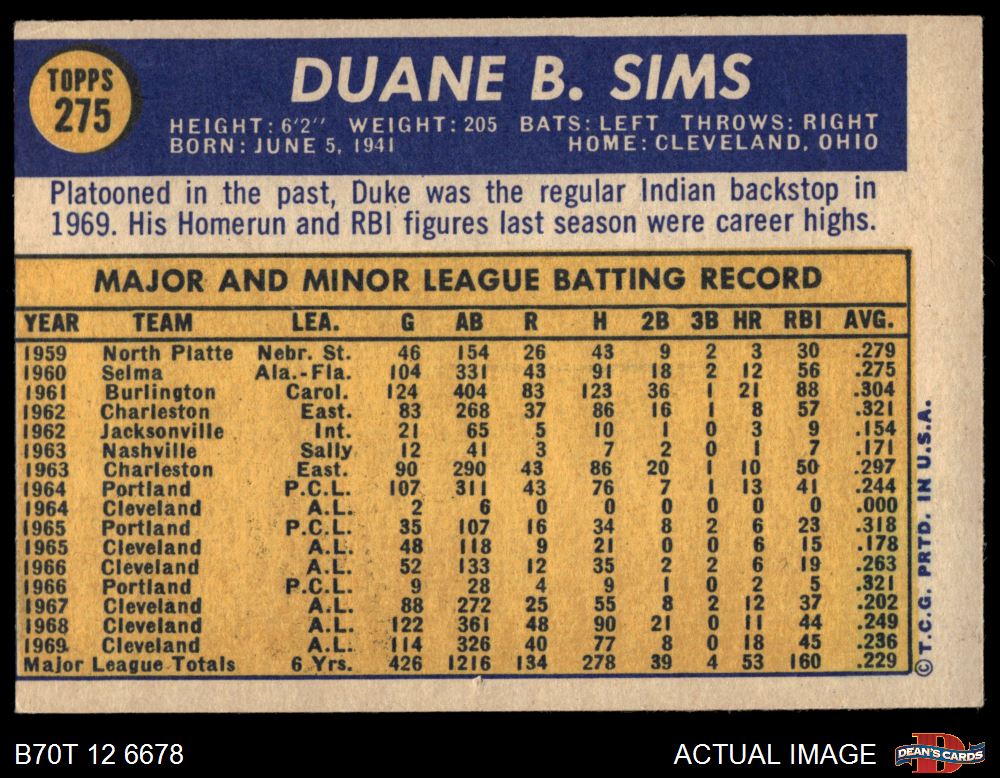 TOPPS
275
DUANE B. SIMS
HEIGHT: 6'2" WEIGHT: 205 BATS: LEFT THROWS: RIGHT
BORN: JUNE 5, 1941 HOME: CLEVELAND, OHIO
Platooned in the past, Duke was the regular Indian backstop in
1969. His Homerun and RBI figures last season were career highs.
MAJOR AND MINOR LEAGUE BATTING RECORD
YEAR TEAM LEA. G AB R H 2B 3B HR RBI AVG.
1959 North Platte Nebr. St. 46 154 26 43 9 2 3 30 .279
1960 Selma Ala.-Fla. 104 331 43 91 18 2 12 56 .275
1961 Burlington Carol. 124 404 83 123 36 1 21 88 .304
1962 Charleston East. 83 268 37 86 16 1 8 57 .321
1962 Jacksonville Int. 21 65 5 10 1 0 3 9 .154
1963 Nashville Sally 12 41 3 7 2 0 1 7 .171
1963 Charleston East. 90 290 43 86 20 1 10 50 .297
1964 Portland P.C.L. 107 311 43 76 7 1 13 41 .244
1964 Cleveland A.L. 2 6 0 0 0 0 0 0 .000
1965 Portland P.C.L. 35 107 16 34 8 2 6 23 .318
1965 Cleveland A.L. 48 118 9 21 0 0 6 15 .178
1966 Cleveland A.L. 52 133 12 35 2 2 6 19 .263
1966 Portland P.C.L. 9 28 4 9 1 0 2 5 .321
1967 Cleveland A.L. 88 272 25 55 8 2 12 37 .202
1968 Cleveland A.L. 122 361 48 90 21 0 11 44 .249
1969 Cleveland A.L. 114 326 40 77 8 0 18 45 .236
Major League Totals 6 Yrs. 426 1216 134 278 39 4 53 160 .229
© T.C.G. PRTD. IN U.S.A.
B70T 12 6678
ACTUAL IMAGE
DEAN'S CARDS